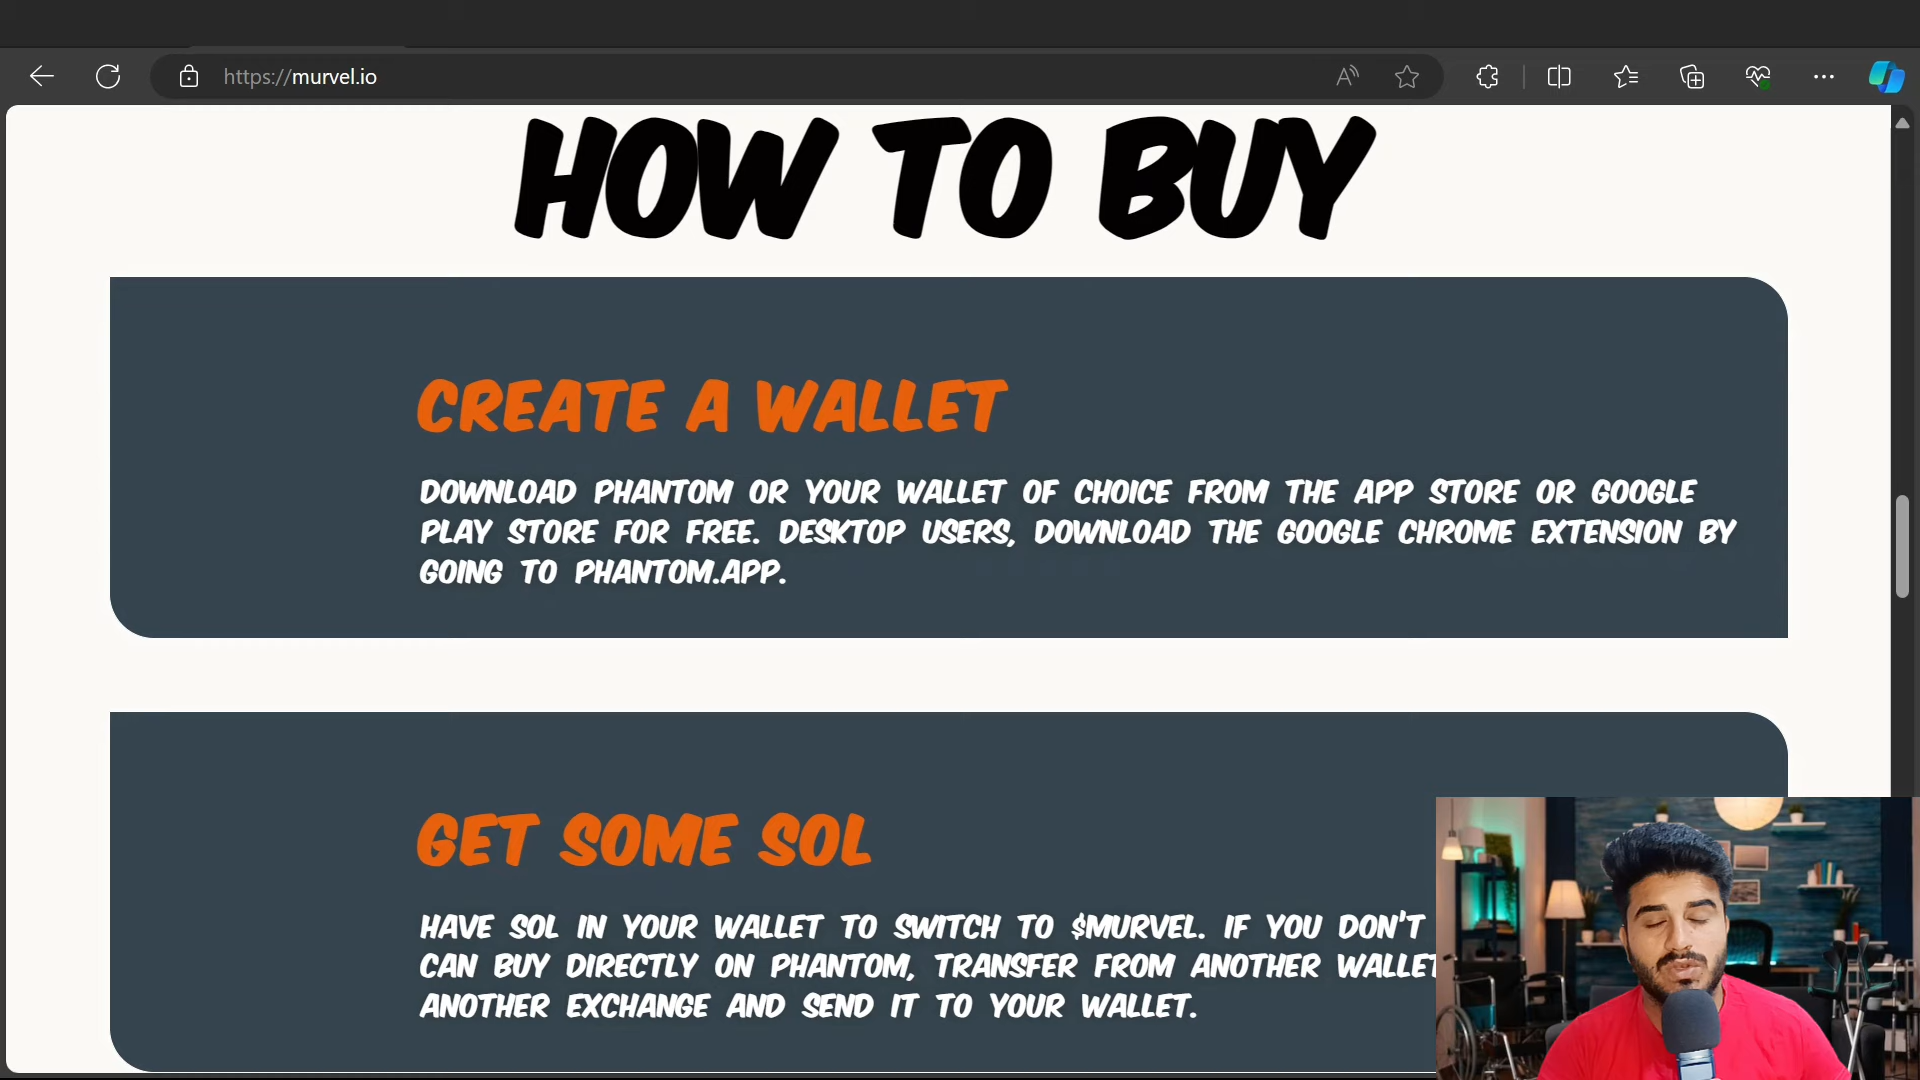 https://murvel.io
HOW TO BUY
CREATE A WALLET
DOWNLOAD PHANTOM OR YOUR WALLET OF CHOICE FROM THE APP STORE OR GOOGLE
PLAY STORE FOR FREE. DESKTOP USERS, DOWNLOAD THE GOOGLE CHROME EXTENSION BY
GOING TO PHANTOM.APP.
GET SOME SOL
HAVE SOL IN YOUR WALLET TO SWITCH TO $MURVEL. IF YOU DON'T
CAN BUY DIRECTLY ON PHANTOM, TRANSFER FROM ANOTHER WALLET
ANOTHER EXCHANGE AND SEND IT TO YOUR WALLET.